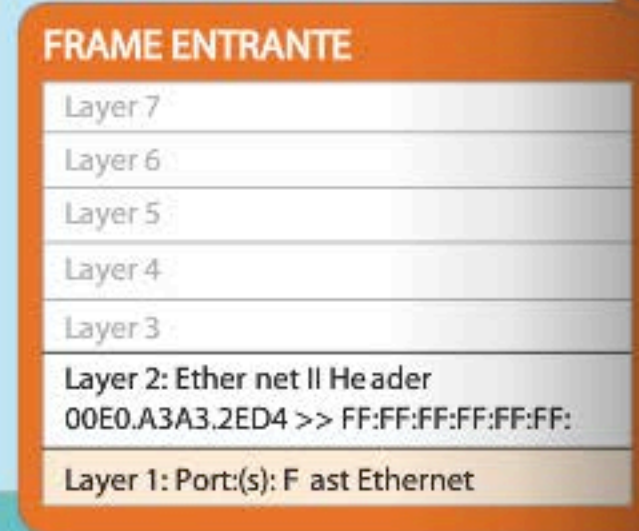 FRAME ENTRANTE
Layer 7
Layer 6
Layer 5
Layer 4
Layer 3
Layer 2: Ether net II He ader
00E0.A3A3.2ED4 >> FF:FF:FF:FF:FF:FF:
Layer 1: Port:(s): F ast Ethernet